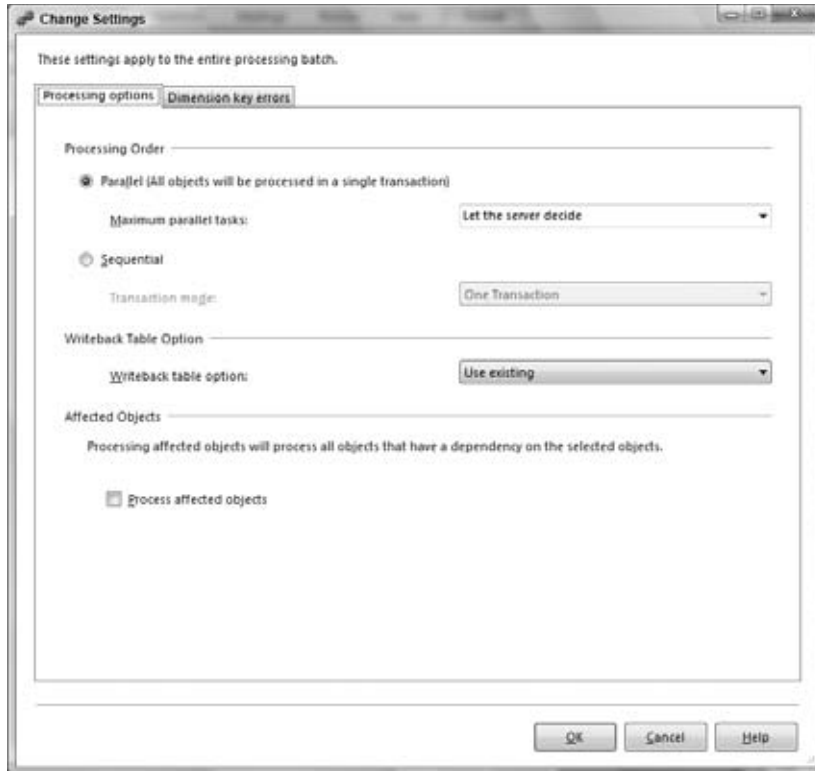 Change Settings
These settings apply to the entire processing batch.
Processing options Dimension key errors
Processing Order
Parallel (All objects will be processed in a single transaction)
Maximum parallel tasks: Let the server decide
Sequential
Transaction mode: One Transaction
Writeback Table Option
Writeback table option: Use existing
Affected Objects
Processing affected objects will process all objects that have a dependency on the selected objects.
Process affected objects
OK Cancel Help